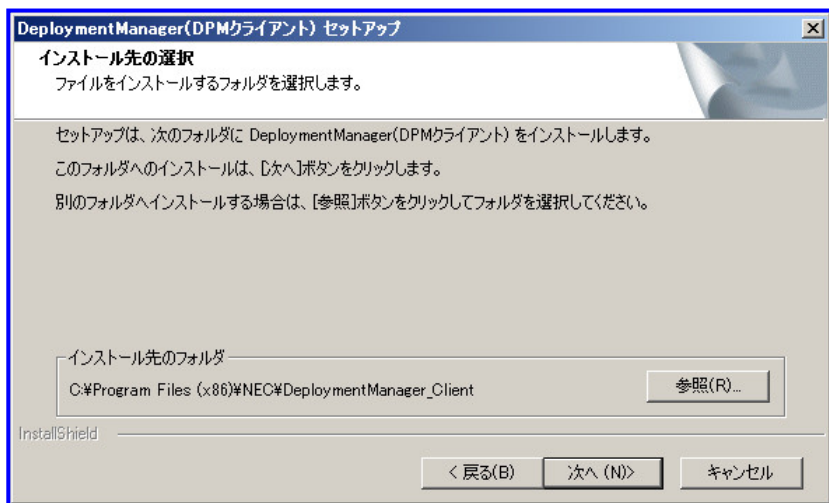 DeploymentManager(DPMクライアント) セットアップ
インストール先の選択
ファイルをインストールするフォルダを選択します。
セットアップは、次のフォルダに DeploymentManager(DPMクライアント) をインストールします。
このフォルダへのインストールは、[次へ]ボタンをクリックします。
別のフォルダへインストールする場合は、[参照]ボタンをクリックしてフォルダを選択してください。
インストール先のフォルダ
C:¥Program Files (x86)¥NEC¥DeploymentManager_Client
参照(R)...
InstallShield
< 戻る(B)
次へ (N)>
キャンセル